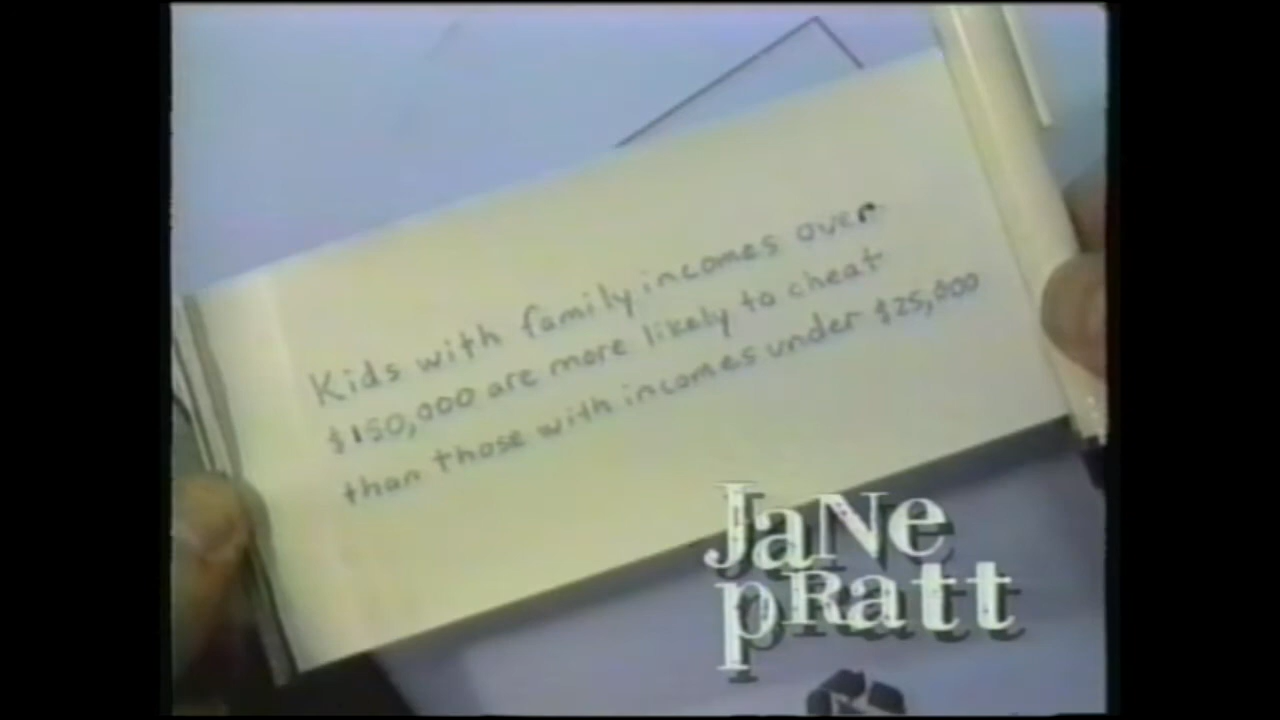 Kids with family incomes over
$150,000 are more likely to cheat
than those with incomes under $25,000
JaNe
pRatt